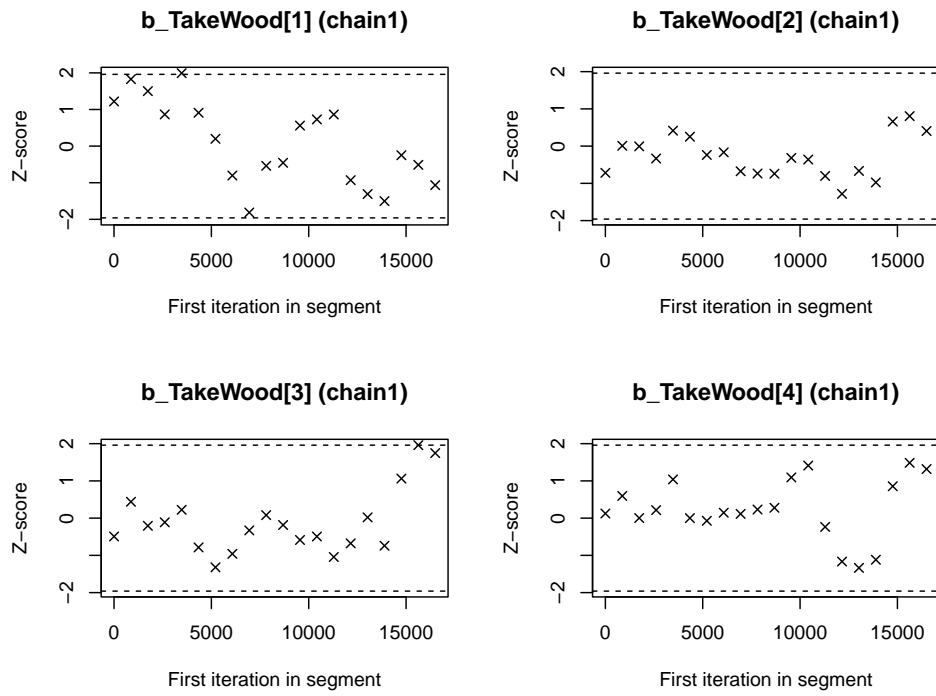 b_TakeWood[1] (chain1)
Z−score
2
1
0
−2
0
5000
10000
15000
First iteration in segment
b_TakeWood[2] (chain1)
Z−score
2
1
0
−2
0
5000
10000
15000
First iteration in segment
b_TakeWood[3] (chain1)
Z−score
2
1
0
−2
0
5000
10000
15000
First iteration in segment
b_TakeWood[4] (chain1)
Z−score
2
1
0
−2
0
5000
10000
15000
First iteration in segment